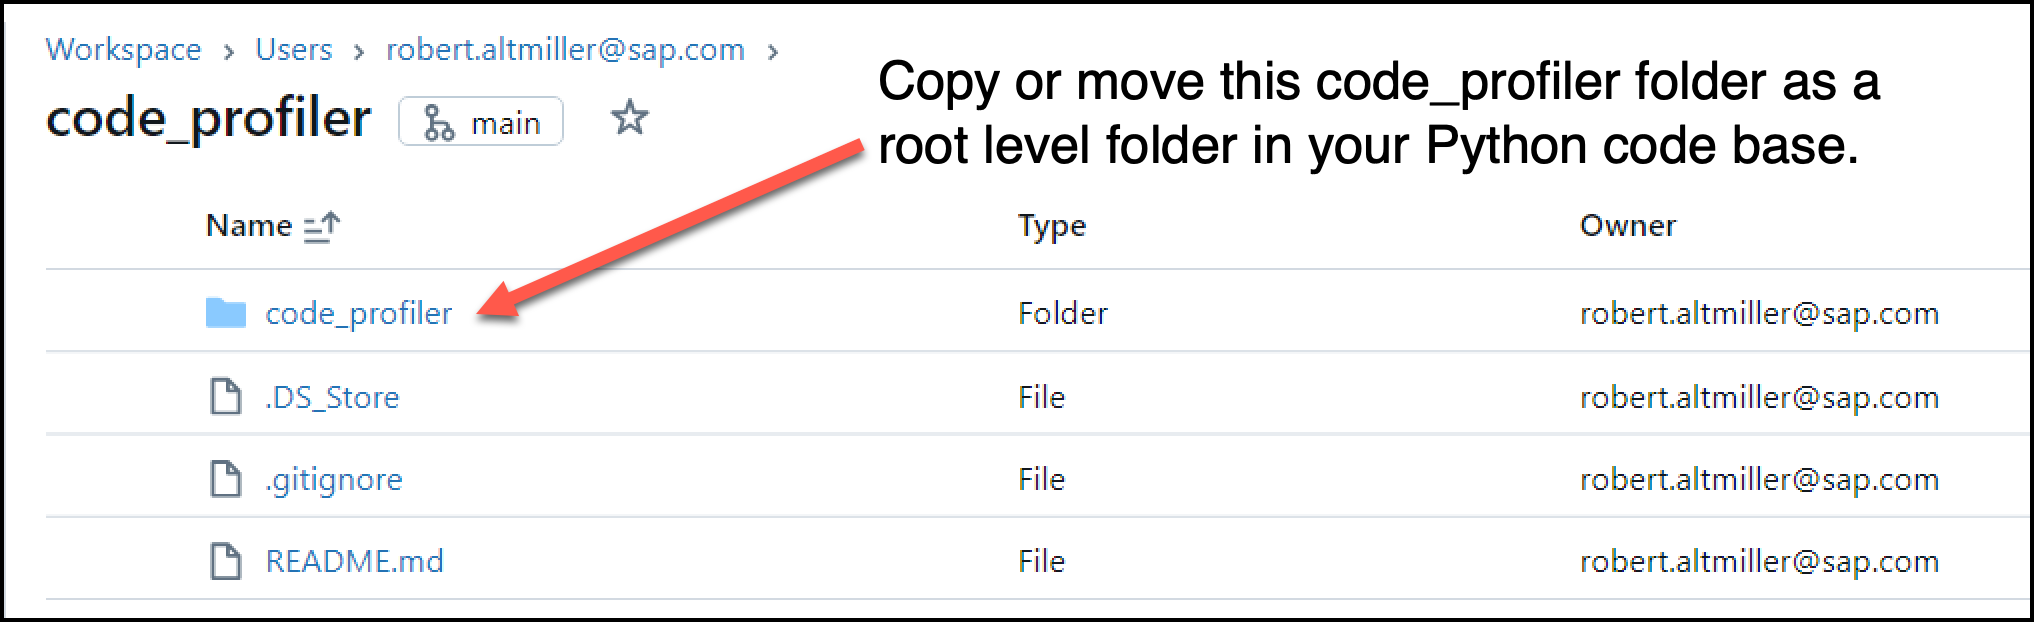 Workspace > Users > robert.altmiller@sap.com >
code_profiler main
Copy or move this code_profiler folder as a
root level folder in your Python code base.
Name Type Owner
code_profiler Folder robert.altmiller@sap.com
.DS_Store File robert.altmiller@sap.com
.gitignore File robert.altmiller@sap.com
README.md File robert.altmiller@sap.com